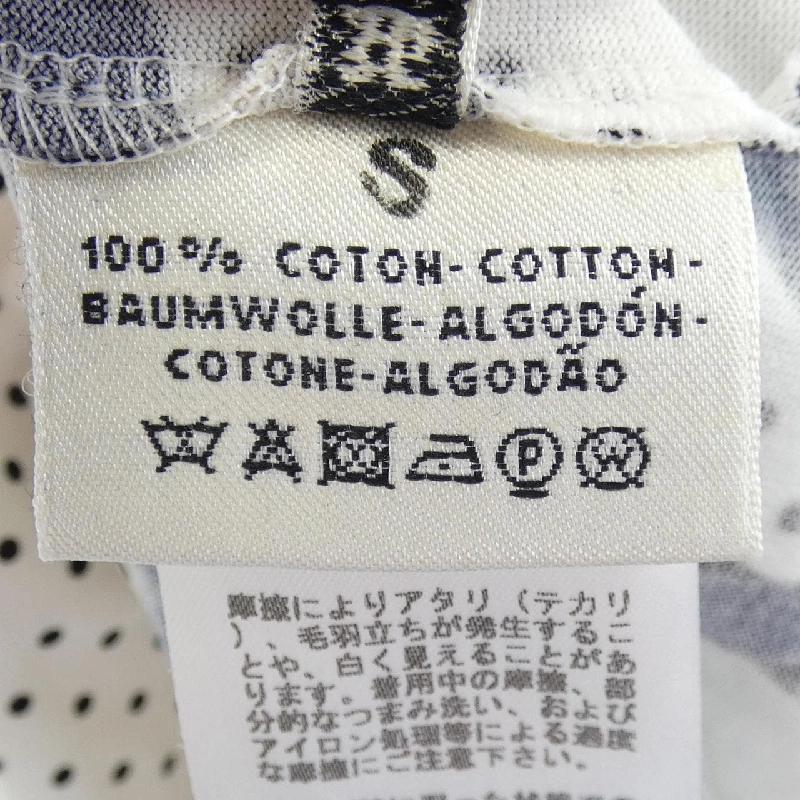 S
100% COTON-COTTON-
BAUMWOLLE-ALGODÓN-
COTONE-ALGODÃO
P W
摩擦によりアタリ（テカリ
）、毛羽立ちが発生するこ
とや、白く見えることがあ
ります。着用中の摩擦、部
分的なつまみ洗い、および
アイロン処理等による過度
な摩擦にご注意下さい。